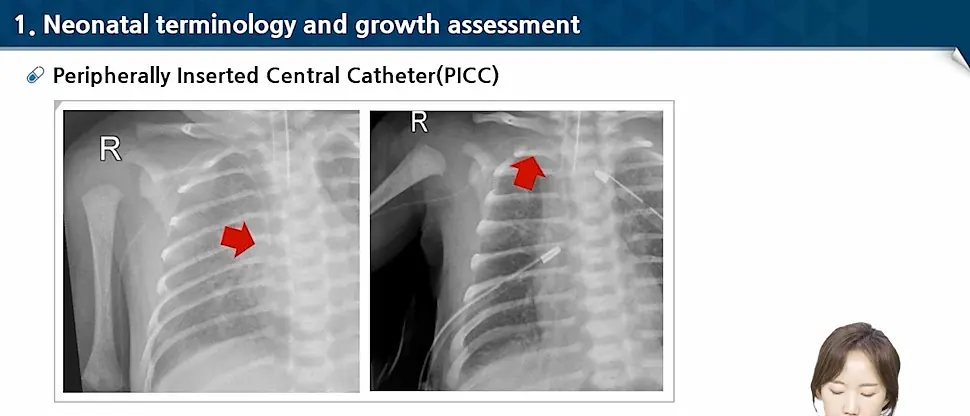 1. Neonatal terminology and growth assessment
Peripherally Inserted Central Catheter(PICC)
R
R